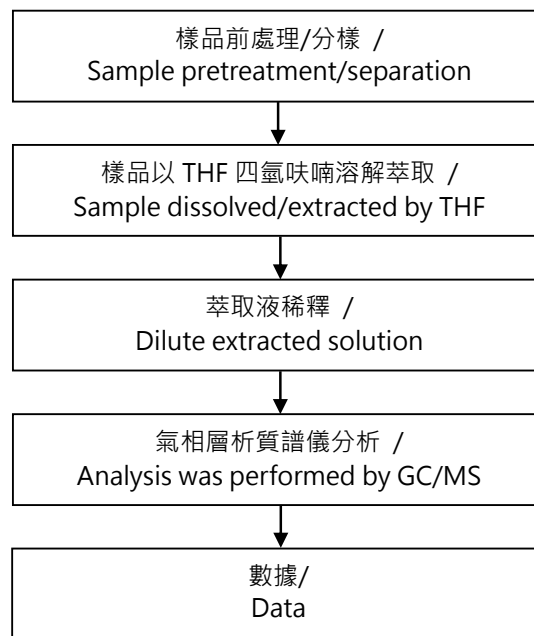 樣品前處理/分樣 /
Sample pretreatment/separation
樣品以 THF 四氫呋喃溶解萃取 /
Sample dissolved/extracted by THF
萃取液稀釋 /
Dilute extracted solution
氣相層析質譜儀分析 /
Analysis was performed by GC/MS
數據/
Data